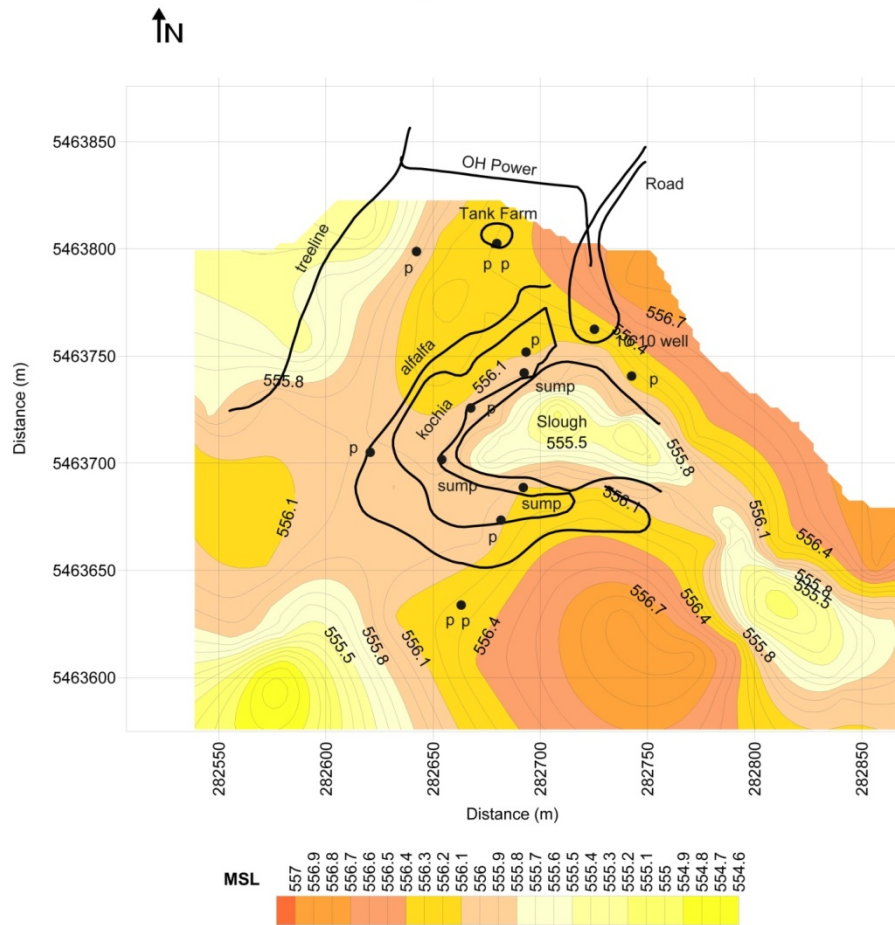 N
5463850
OH Power
Road
Tank Farm
treeline
5463800
p
p p
556.7
556.4
10 well
5463750
p
alfalfa
556.1
p
555.8
sump
kochia
p
Slough
555.5
555.8
Distance (m)
p
5463700
sump
sump
556.1
556.1
556.1
556.4
p
5463650
555.8
555.5
556.7
556.4
p p
555.5
555.8
556.1
556.4
555.8
5463600
282550
282600
282650
282700
282750
282800
282850
Distance (m)
MSL
557
556.9
556.8
556.7
556.6
556.5
556.4
556.3
556.2
556.1
556
555.9
555.8
555.7
555.6
555.5
555.4
555.3
555.2
555.1
555
554.9
554.8
554.7
554.6